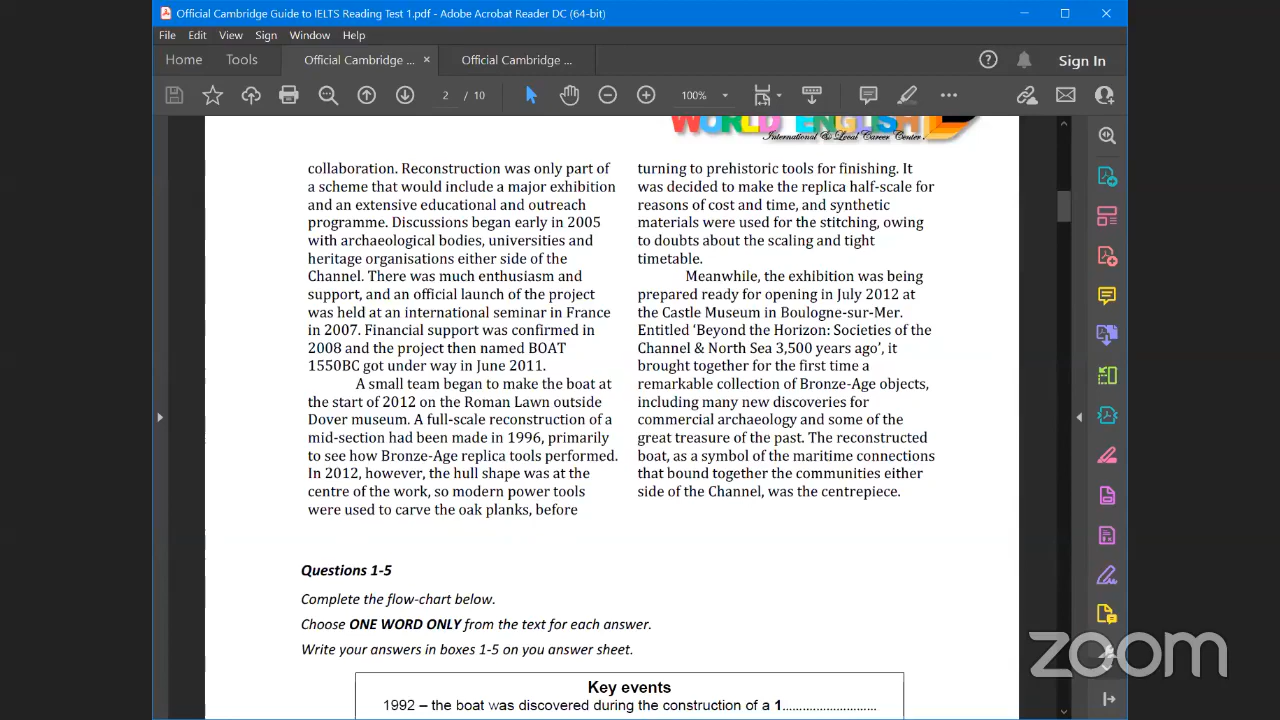 Official Cambridge Guide to IELTS Reading Test 1.pdf - Adobe Acrobat Reader DC (64-bit)
File Edit View Sign Window Help
Home Tools Official Cambridge ... × Official Cambridge ... Sign In
2 / 10 100%
WORLD ENGLISH
International & Local Career Center.
collaboration. Reconstruction was only part of
a scheme that would include a major exhibition
and an extensive educational and outreach
programme. Discussions began early in 2005
with archaeological bodies, universities and
heritage organisations either side of the
Channel. There was much enthusiasm and
support, and an official launch of the project
was held at an international seminar in France
in 2007. Financial support was confirmed in
2008 and the project then named BOAT
1550BC got under way in June 2011.
A small team began to make the boat at
the start of 2012 on the Roman Lawn outside
Dover museum. A full-scale reconstruction of a
mid-section had been made in 1996, primarily
to see how Bronze-Age replica tools performed.
In 2012, however, the hull shape was at the
centre of the work, so modern power tools
were used to carve the oak planks, before
turning to prehistoric tools for finishing. It
was decided to make the replica half-scale for
reasons of cost and time, and synthetic
materials were used for the stitching, owing
to doubts about the scaling and tight
timetable.
Meanwhile, the exhibition was being
prepared ready for opening in July 2012 at
the Castle Museum in Boulogne-sur-Mer.
Entitled ‘Beyond the Horizon: Societies of the
Channel & North Sea 3,500 years ago’, it
brought together for the first time a
remarkable collection of Bronze-Age objects,
including many new discoveries for
commercial archaeology and some of the
great treasure of the past. The reconstructed
boat, as a symbol of the maritime connections
that bound together the communities either
side of the Channel, was the centrepiece.
Questions 1-5
Complete the flow-chart below.
Choose ONE WORD ONLY from the text for each answer.
Write your answers in boxes 1-5 on you answer sheet.
Key events
1992 – the boat was discovered during the construction of a 1............................
zoom